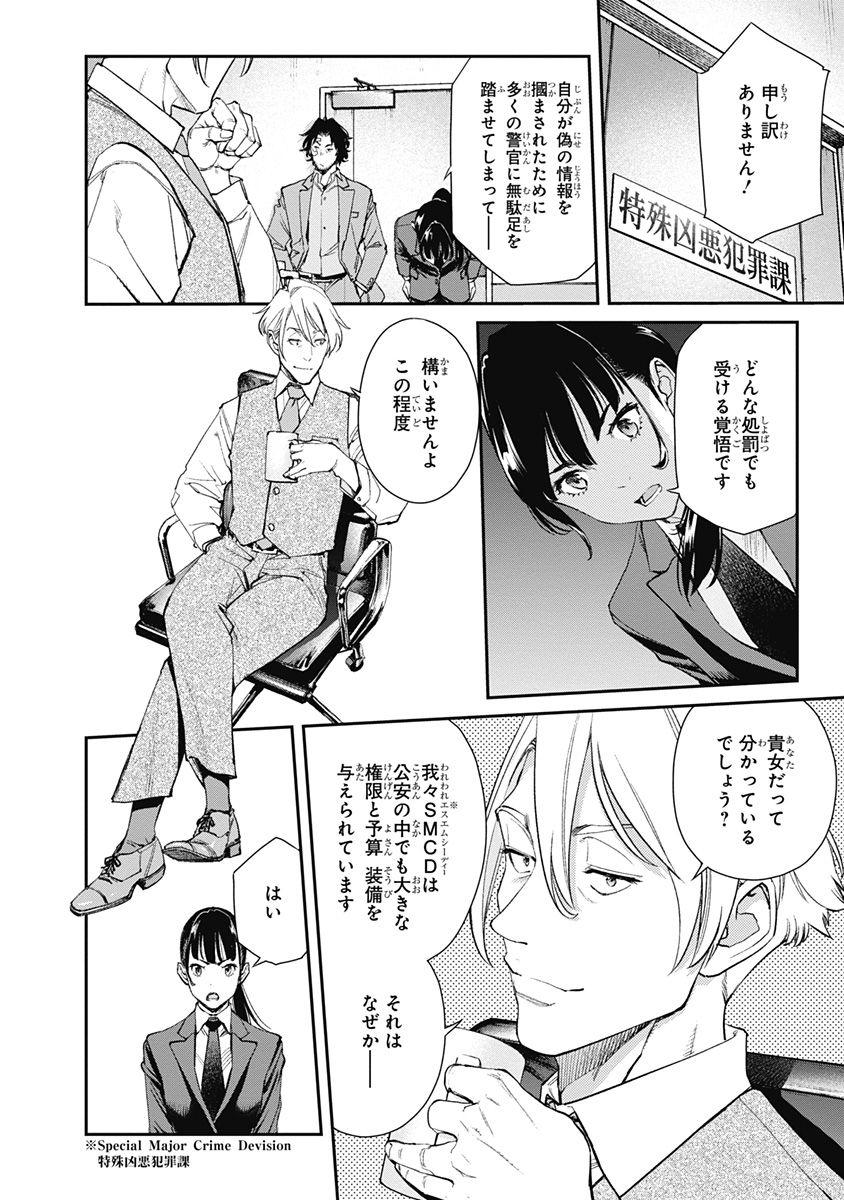 申し訳
ありません!
特殊凶悪犯罪課
自分が偽の情報を
摑まされたために
多くの警官に無駄足を
踏ませてしまって――
どんな処罰でも
受ける覚悟です
構いませんよ
この程度
貴女だって
分かっている
でしょう?
我々SMCDは
公安の中でも大きな
権限と予算 装備を
与えられています
それは
なぜか――
はい
※Special Major Crime Devision
特殊凶悪犯罪課